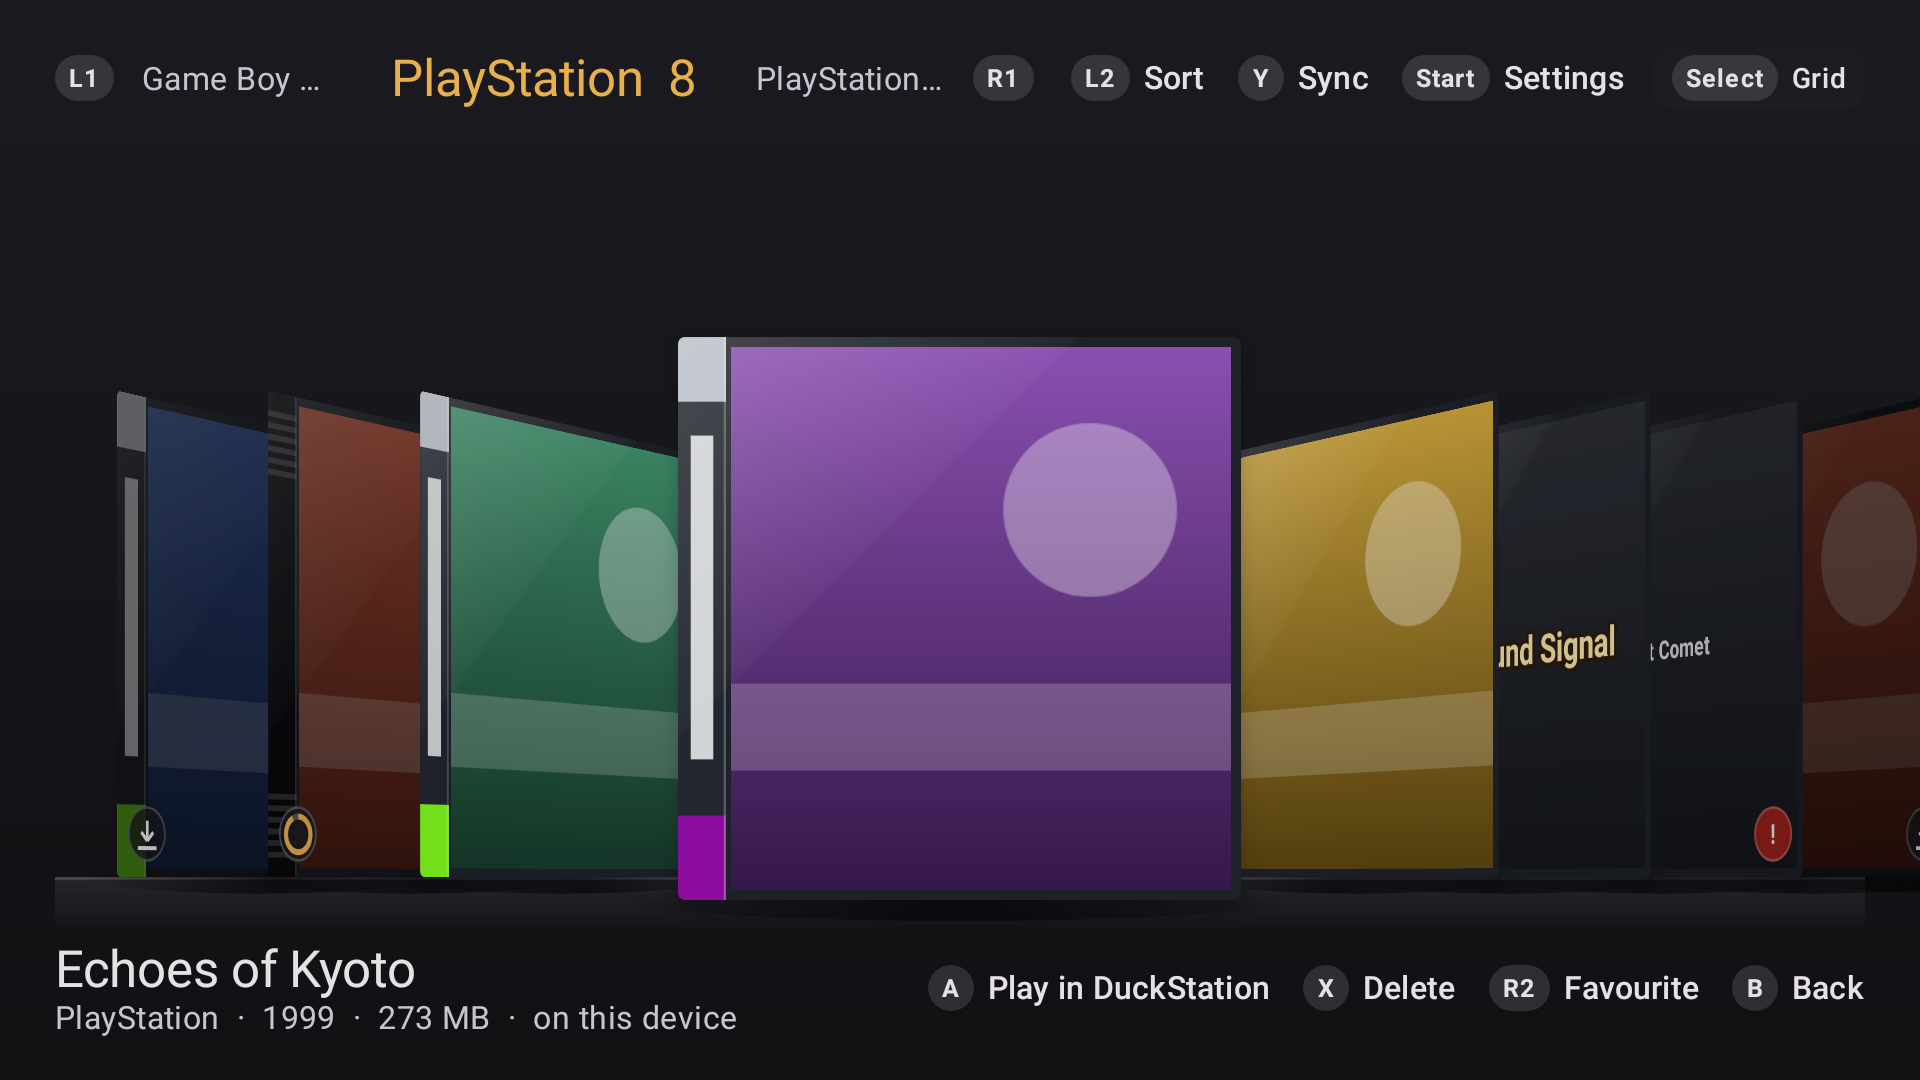 L1 Game Boy ... PlayStation 8 PlayStation... R1 L2 Sort Y Sync Start Settings Select Grid
und Signal
t Comet
!
Echoes of Kyoto
PlayStation · 1999 · 273 MB · on this device
A Play in DuckStation X Delete R2 Favourite B Back